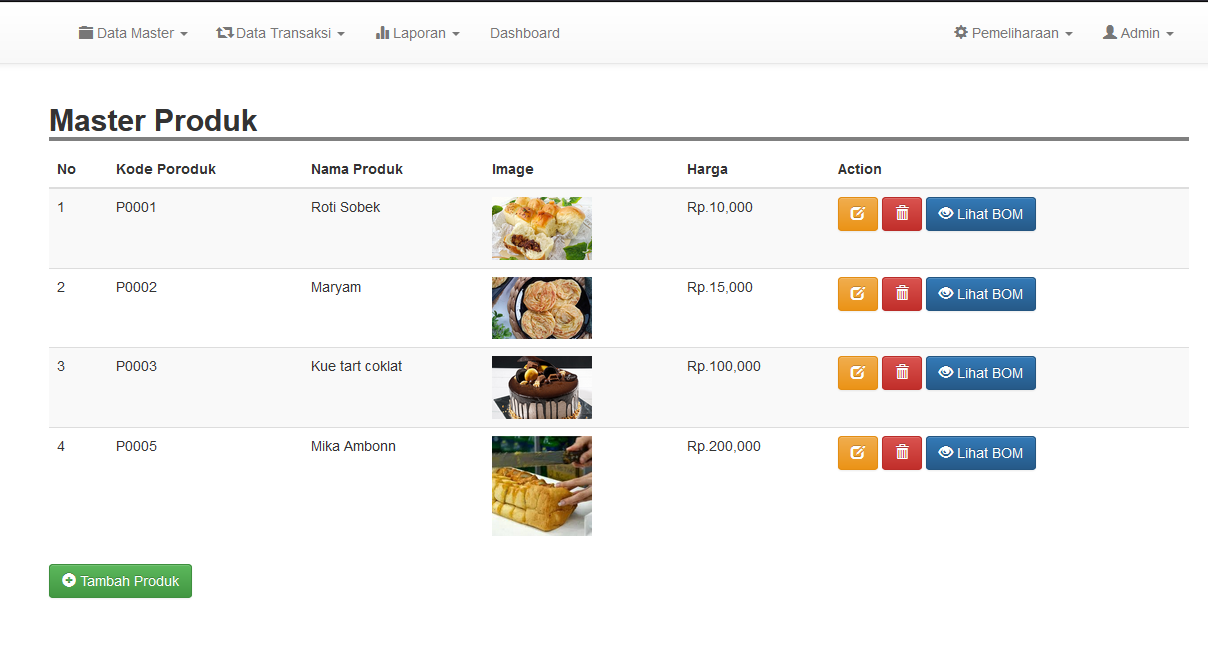 Data Master Data Transaksi Laporan Dashboard Pemeliharaan Admin
Master Produk
No Kode Poroduk Nama Produk Image Harga Action
1 P0001 Roti Sobek Rp.10,000 Lihat BOM
2 P0002 Maryam Rp.15,000 Lihat BOM
3 P0003 Kue tart coklat Rp.100,000 Lihat BOM
4 P0005 Mika Ambonn Rp.200,000 Lihat BOM
Tambah Produk